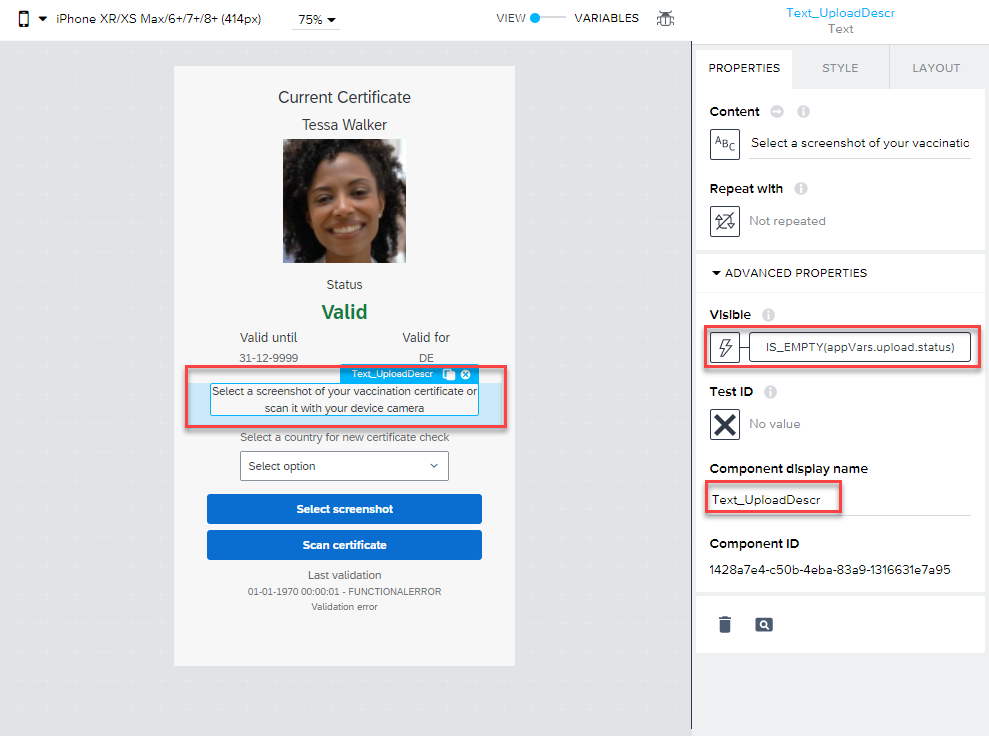 iPhone XR/XS Max/6+/7+/8+ (414px)
75%
VIEW
VARIABLES
Text_UploadDescr
Text
PROPERTIES
STYLE
LAYOUT
Current Certificate
Tessa Walker
Status
Valid
Valid until
Valid for
31-12-9999
DE
Text_UploadDescr
Select a screenshot of your vaccination certificate or
scan it with your device camera
Select a country for new certificate check
Select option
Select screenshot
Scan certificate
Last validation
01-01-1970 00:00:01 - FUNCTIONALERROR
Validation error
Content
ABC
Select a screenshot of your vaccinatio
Repeat with
Not repeated
ADVANCED PROPERTIES
Visible
IS_EMPTY(appVars.upload.status)
Test ID
No value
Component display name
Text_UploadDescr
Component ID
1428a7e4-c50b-4eba-83a9-1316631e7a95